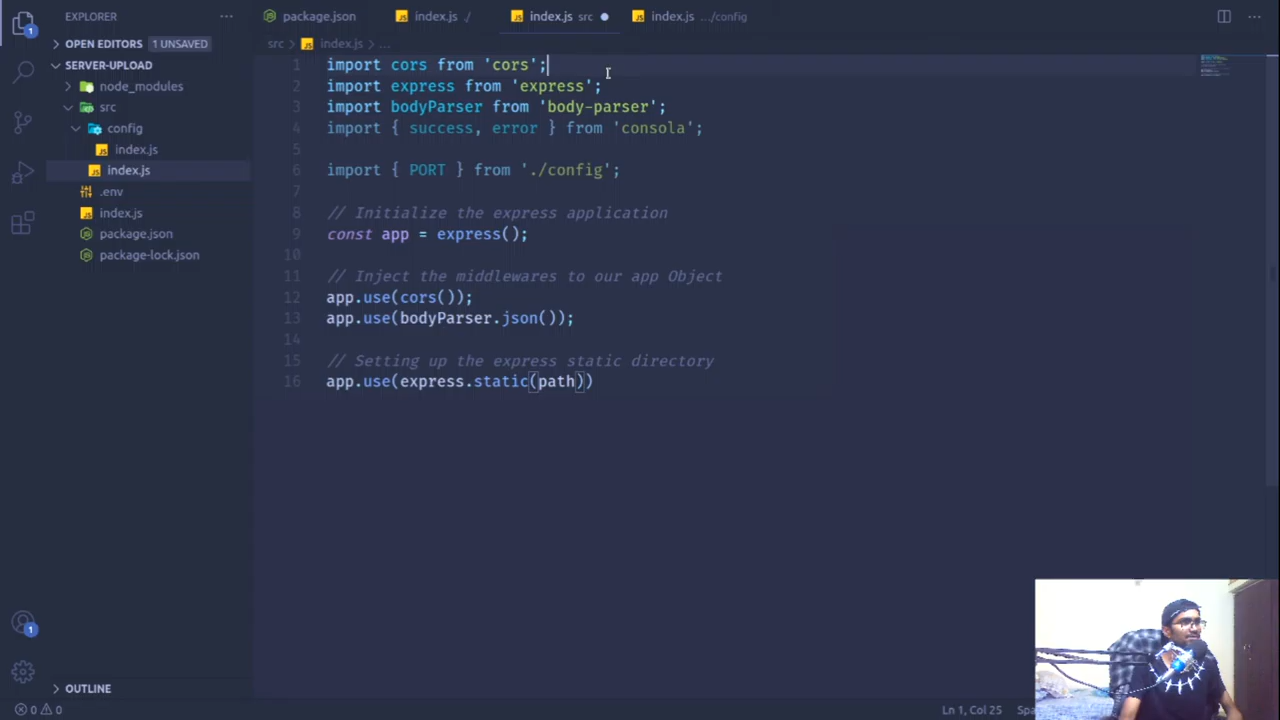 EXPLORER
OPEN EDITORS 1 UNSAVED
SERVER-UPLOAD
node_modules
src
config
index.js
index.js
.env
index.js
package.json
package-lock.json
OUTLINE
package.json
index.js ./
index.js src
index.js .../config
src > index.js > ...
1 import cors from 'cors';
2 import express from 'express';
3 import bodyParser from 'body-parser';
4 import { success, error } from 'consola';
5
6 import { PORT } from './config';
7
8 // Initialize the express application
9 const app = express();
10
11 // Inject the middlewares to our app Object
12 app.use(cors());
13 app.use(bodyParser.json());
14
15 // Setting up the express static directory
16 app.use(express.static(path))
1
1
0 0
Ln 1, Col 25